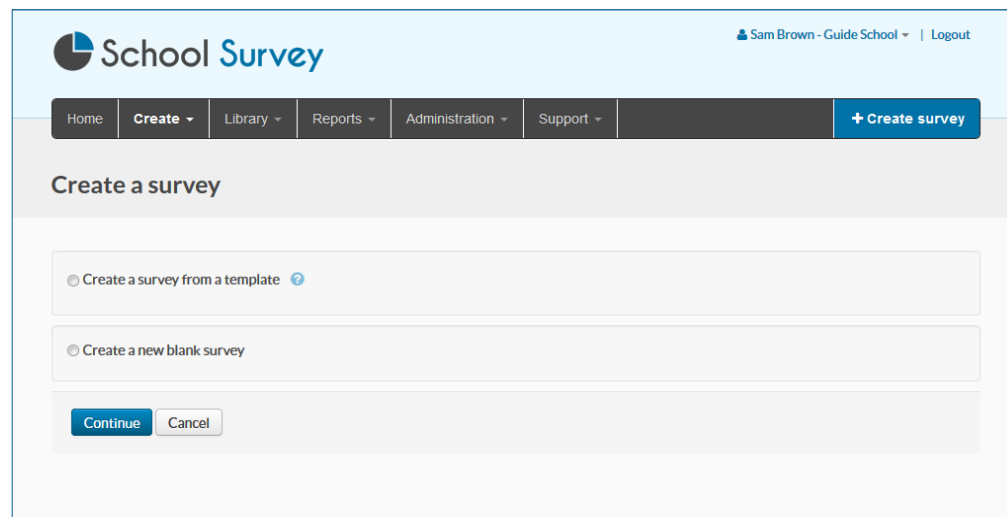 School Survey
Sam Brown - Guide School | Logout
Home Create Library Reports Administration Support + Create survey
Create a survey
Create a survey from a template ?
Create a new blank survey
Continue Cancel